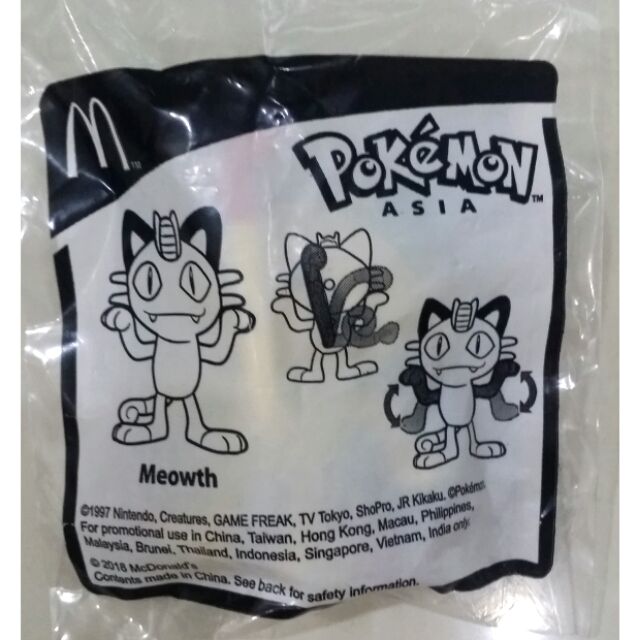 M™
POKéMON™
ASIA
Meowth
©1997 Nintendo, Creatures, GAME FREAK, TV Tokyo, ShoPro, JR Kikaku. ©Pokémon.
For promotional use in China, Taiwan, Hong Kong, Macau, Philippines,
Malaysia, Brunei, Thailand, Indonesia, Singapore, Vietnam, India only.
© 2018 McDonald's
Contents made in China. See back for safety information.